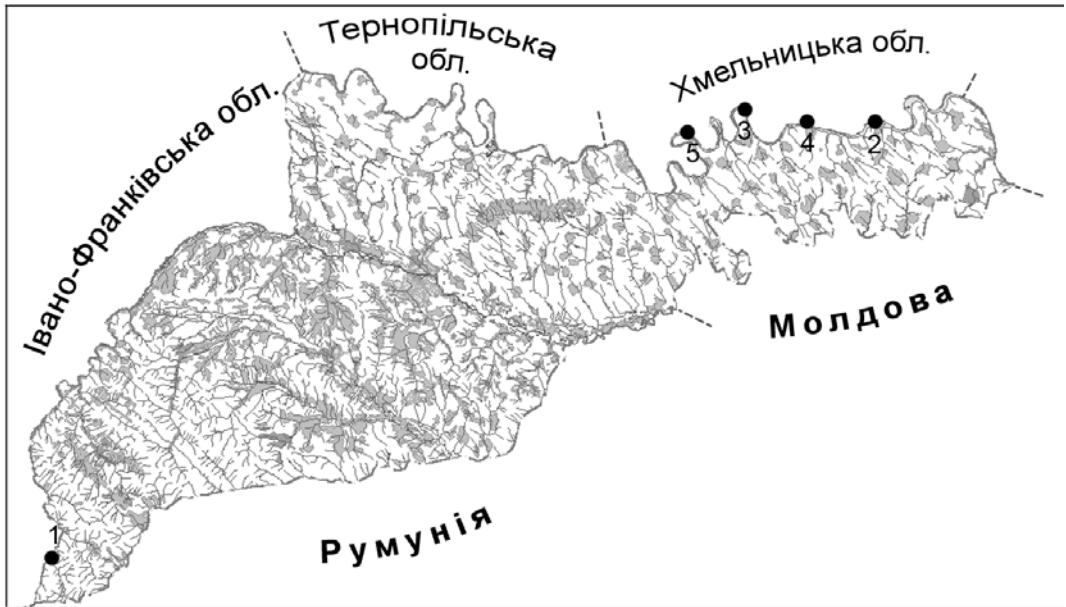 Тернопільська
обл.
Хмельницька обл.
Івано-Франківська обл.
3
5
4
2
Молдова
Румунія
1